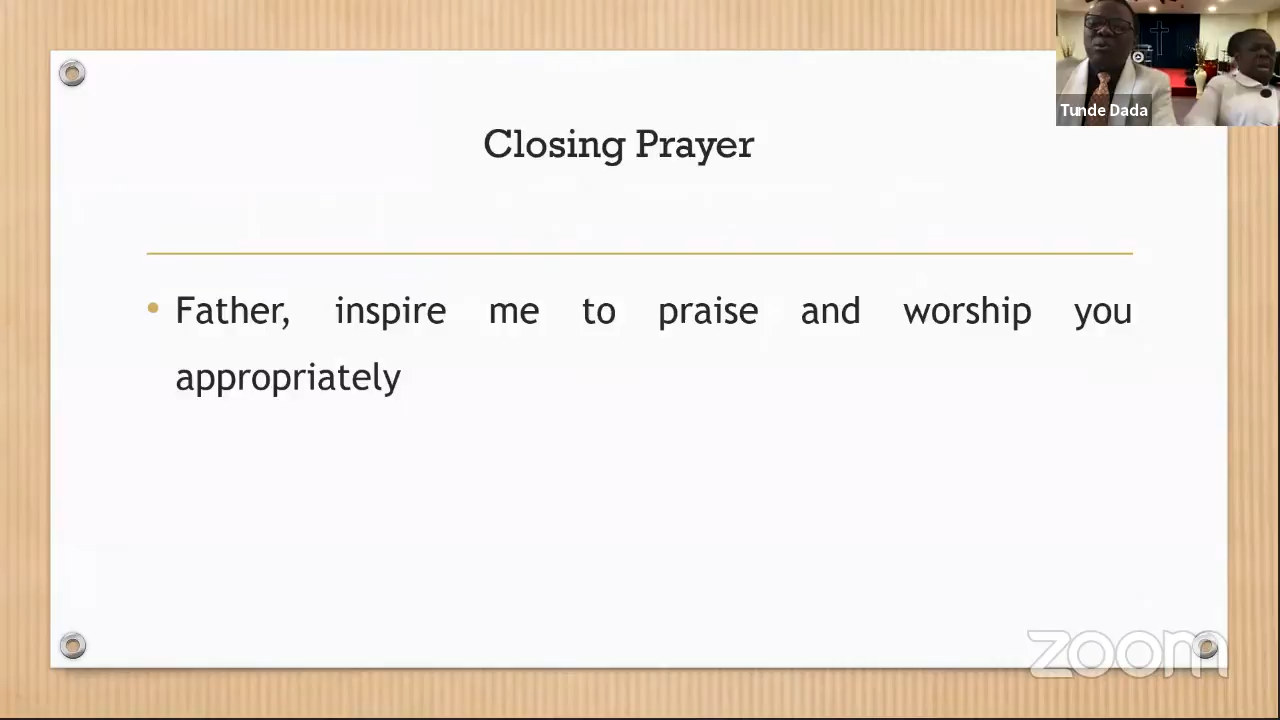 Tunde Dada
Closing Prayer
• Father, inspire me to praise and worship you
appropriately
zoom